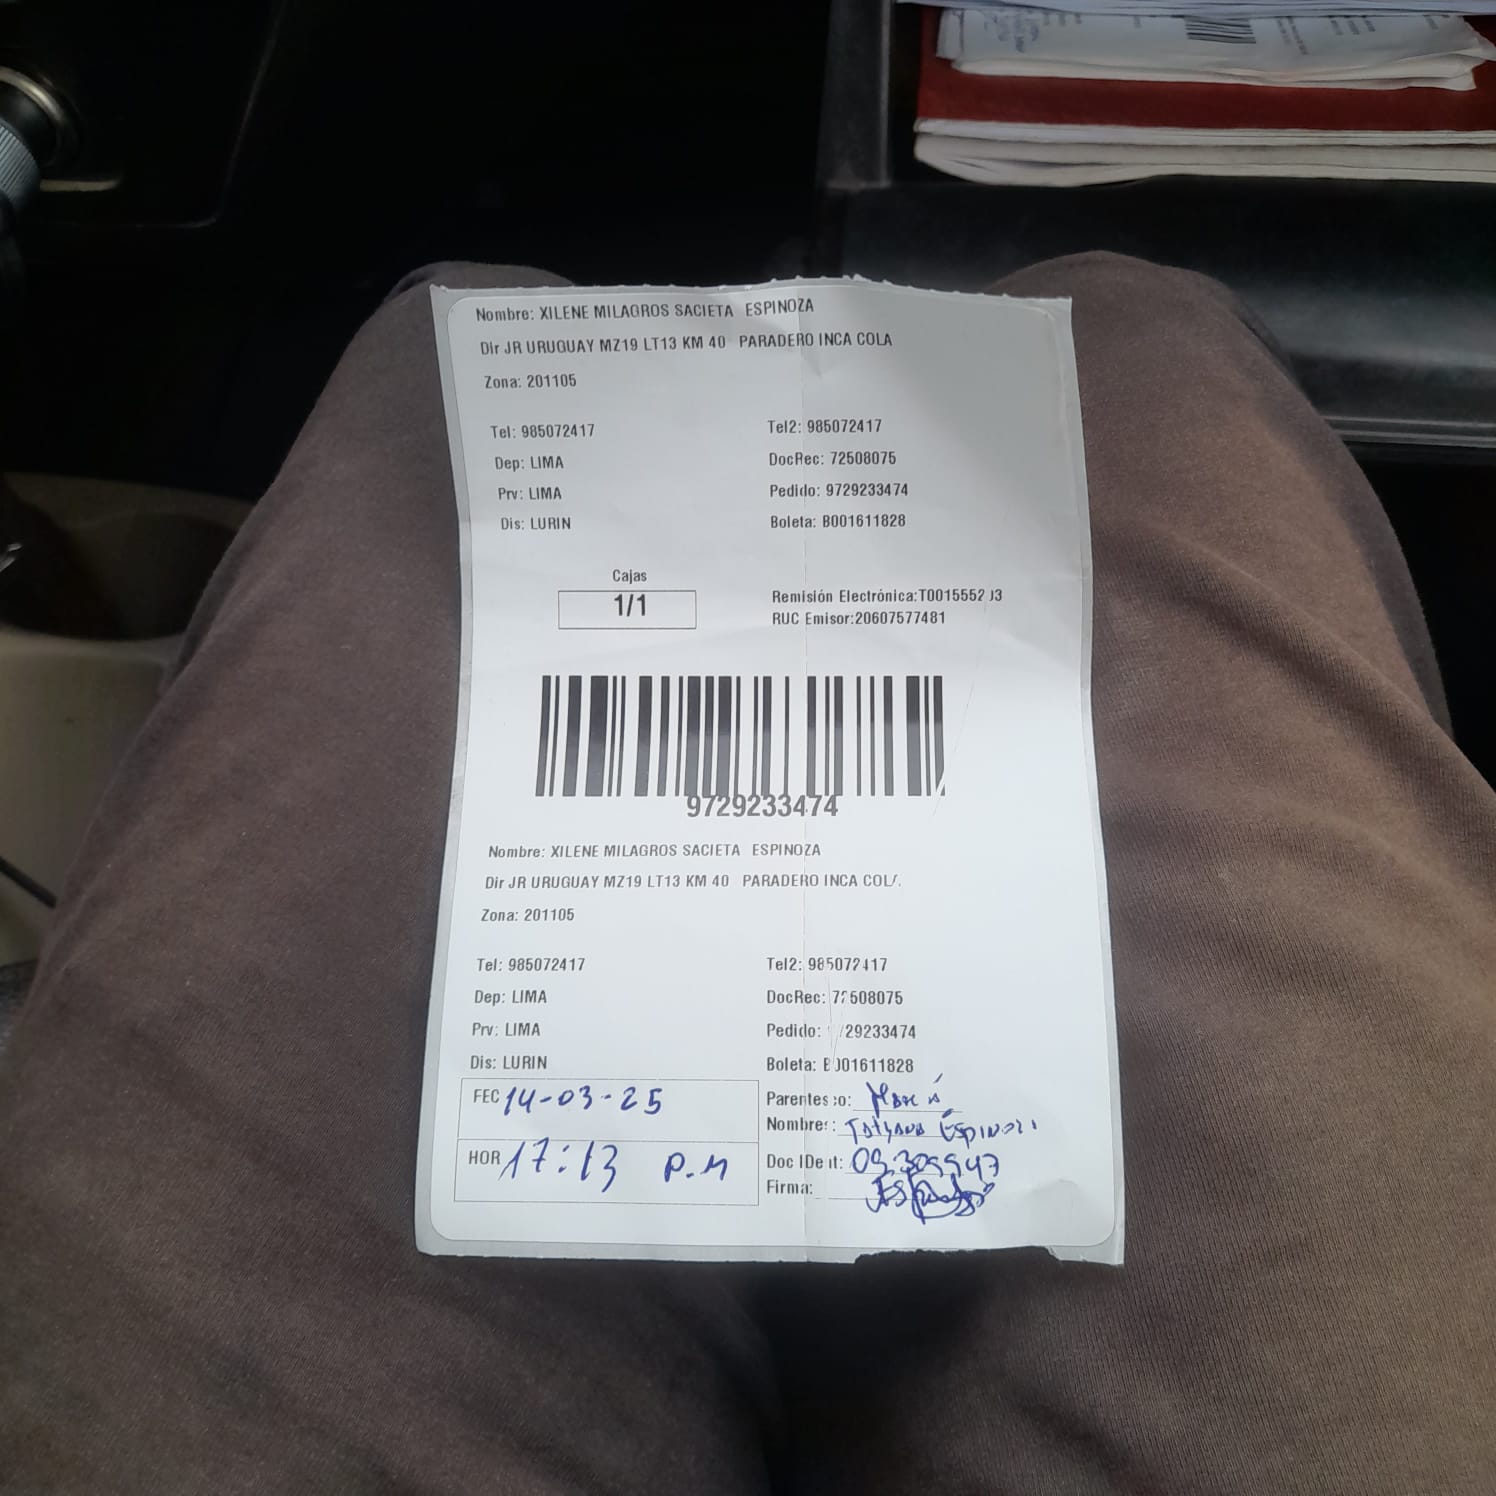 Nombre: XILENE MILAGROS SACIETA ESPINOZA
Dir JR URUGUAY MZ19 LT13 KM 40 PARADERO INCA COLA
Zona: 201105
Tel: 985072417 Tel2: 985072417
Dep: LIMA DocRec: 72508075
Prv: LIMA Pedido: 9729233474
Dis: LURIN Boleta: B001611828
Cajas
1/1
Remisión Electrónica:
RUC Emisor:20607577481
9729233474
Nombre: XILENE MILAGROS SACIETA ESPINOZA
Dir JR URUGUAY MZ19 LT13 KM 40 PARADERO INCA COLA
Zona: 201105
Tel: 985072417 Tel2: 985072417
Dep: LIMA DocRec: 72508075
Prv: LIMA Pedido: 9729233474
Dis: LURIN Boleta: B001611828
FEC 14-03-25
HOR 17:13 P.M
Parentesco:
Nombre: Espinoza
Doc IDent:
Firma: